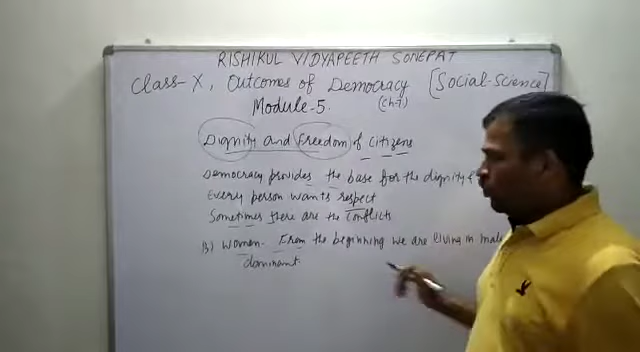 RISHIKUL VIDYAPEETH SONEPAT
Class-X, Outcomes of Democracy [Social-Science]
Module-5. (Ch-7)
Dignity and Freedom of citizens
Democracy provides the base for the dignity &
Every person wants respect
Sometimes there are the conflicts
B) Women- From the beginning we are living in male
dominant.